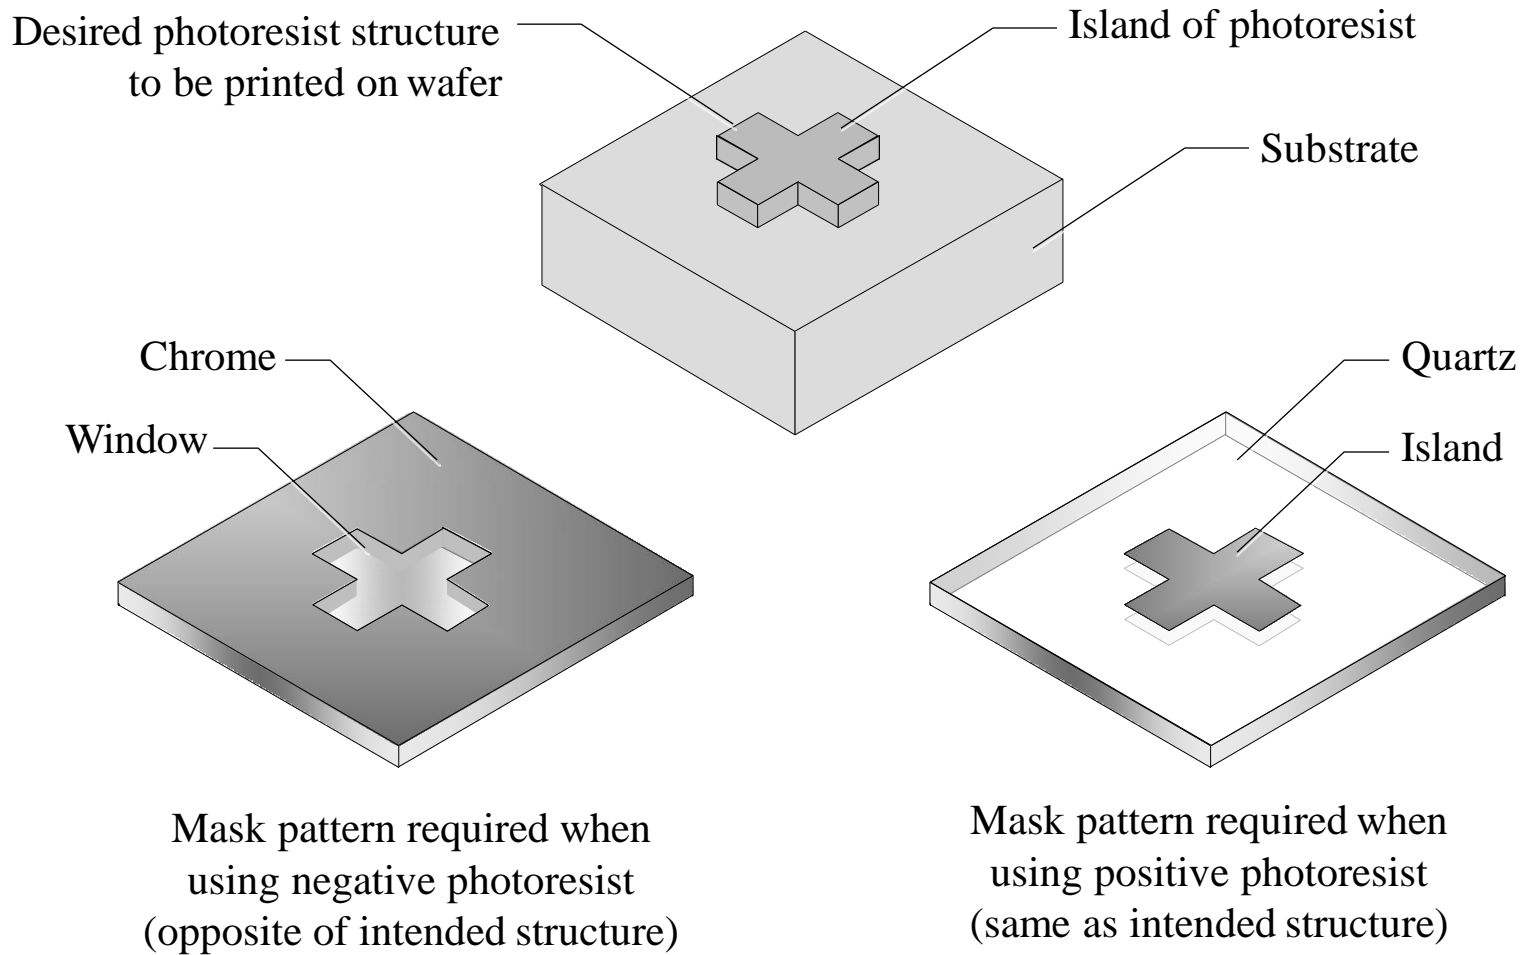 Desired photoresist structure
to be printed on wafer
Island of photoresist
Substrate
Chrome
Window
Quartz
Island
Mask pattern required when
using negative photoresist
(opposite of intended structure)
Mask pattern required when
using positive photoresist
(same as intended structure)